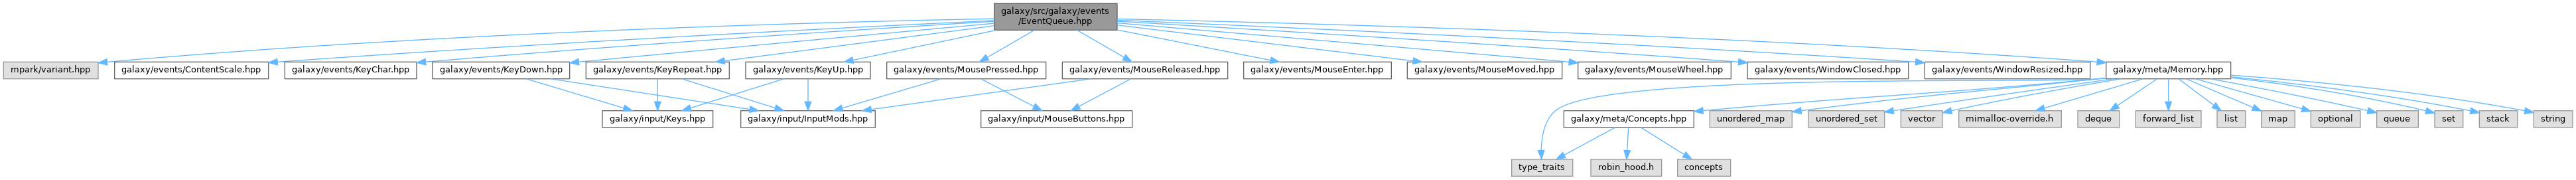 galaxy/src/galaxy/events
/EventQueue.hpp
mpark/variant.hpp
galaxy/events/ContentScale.hpp
galaxy/events/KeyChar.hpp
galaxy/events/KeyDown.hpp
galaxy/events/KeyRepeat.hpp
galaxy/events/KeyUp.hpp
galaxy/events/MousePressed.hpp
galaxy/events/MouseReleased.hpp
galaxy/events/MouseEnter.hpp
galaxy/events/MouseMoved.hpp
galaxy/events/MouseWheel.hpp
galaxy/events/WindowClosed.hpp
galaxy/events/WindowResized.hpp
galaxy/meta/Memory.hpp
galaxy/input/Keys.hpp
galaxy/input/InputMods.hpp
galaxy/input/MouseButtons.hpp
galaxy/meta/Concepts.hpp
unordered_map
unordered_set
vector
mimalloc-override.h
deque
forward_list
list
map
optional
queue
set
stack
string
type_traits
robin_hood.h
concepts